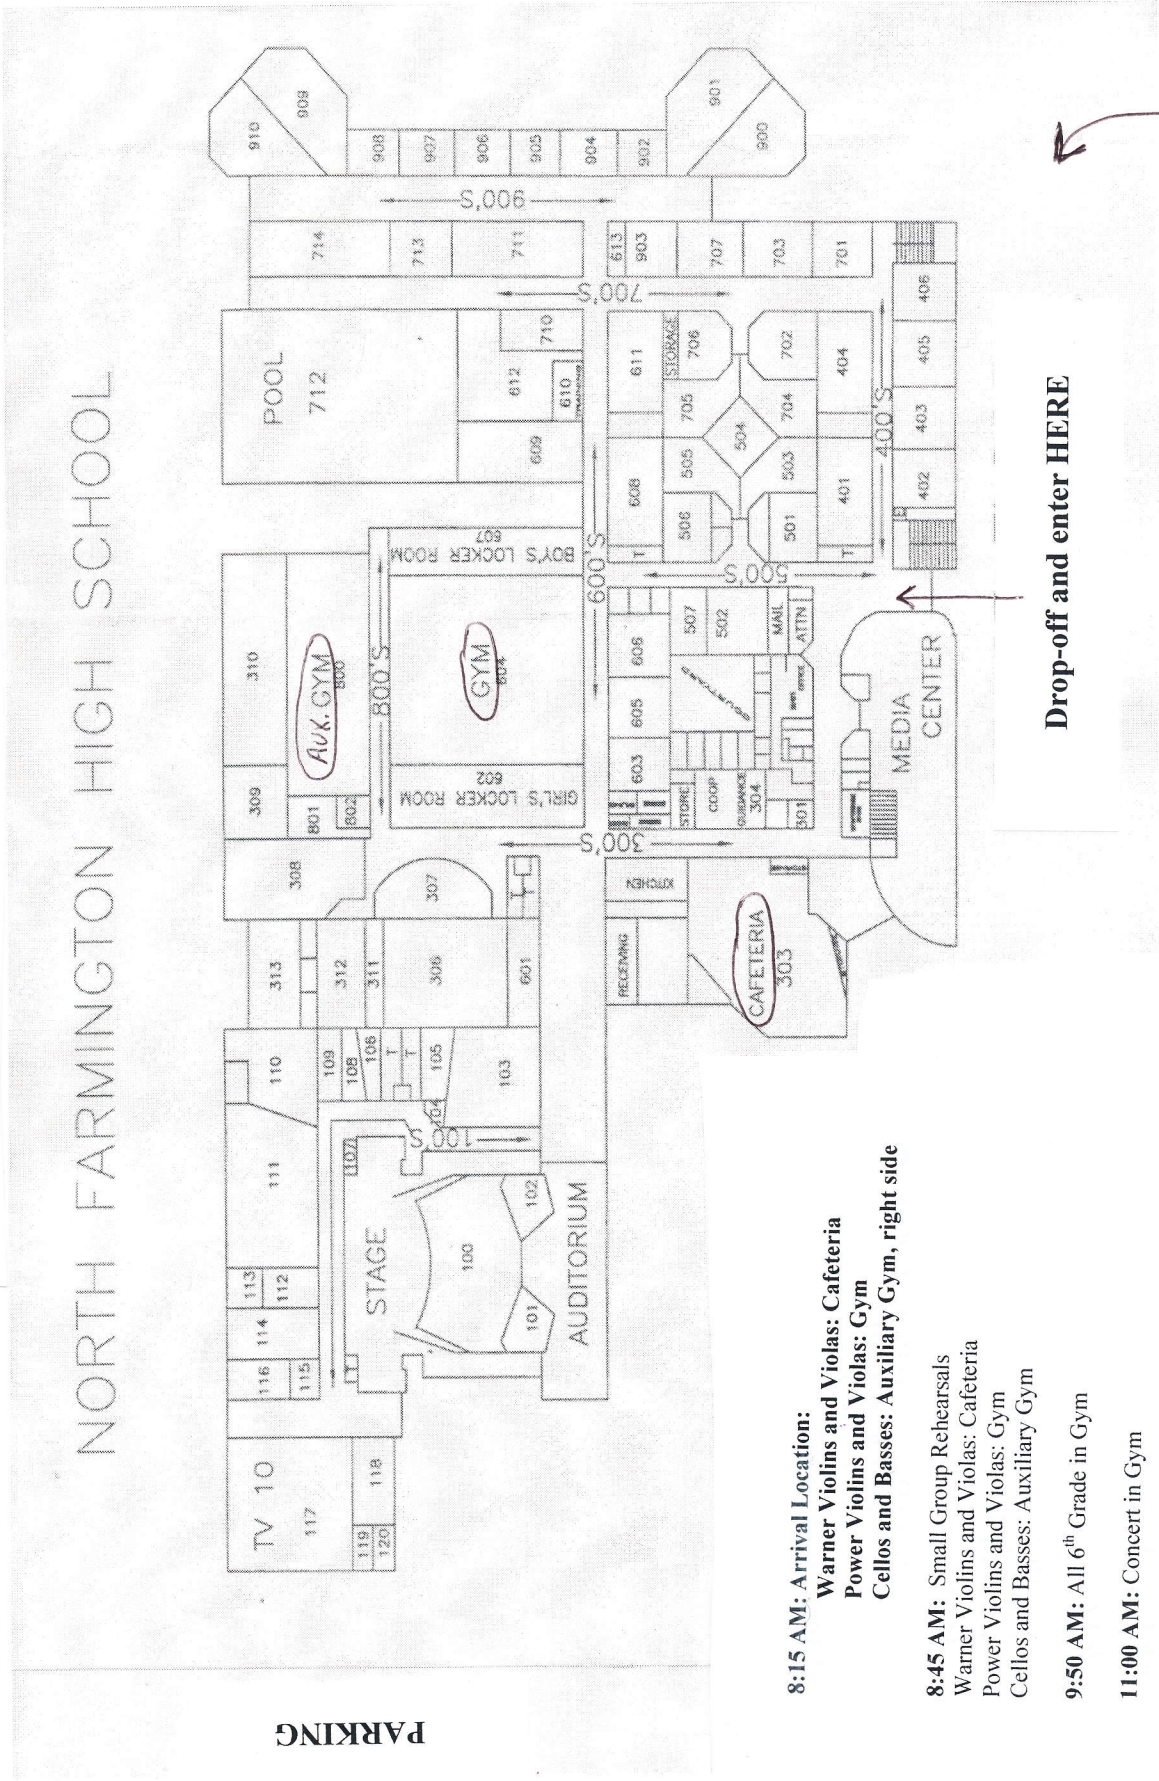 NORTH FARMINGTON HIGH SCHOOL
PARKING
TV 10
117
118
119
120
116
115
114
113
112
111
110
109
108
106
T
T
105
104
103
107
100'S
STAGE
100
101
102
AUDITORIUM
313
312
311
306
601
307
308
309
310
801
802
AUX. GYM
800
800'S
GIRL'S LOCKER ROOM
602
GYM
604
BOY'S LOCKER ROOM
607
600'S
300'S
RECEIVING
KITCHEN
CAFETERIA
303
603
605
606
STORE
COOP
GUIDANCE
304
301
COURTYARD
507
502
MAIL
ATTN
OFFICE
MEDIA
CENTER
500'S
T
608
506
505
501
503
504
T
401
611
STORAGE
705
706
704
702
404
400'S
402
403
405
406
POOL
712
609
612
610
TRAINING
710
700'S
714
713
711
613
903
707
703
701
900'S
910
909
908
907
906
905
904
902
901
900
Drop-off and enter HERE
8:15 AM: Arrival Location:
Warner Violins and Violas: Cafeteria
Power Violins and Violas: Gym
Cellos and Basses: Auxiliary Gym, right side
8:45 AM: Small Group Rehearsals
Warner Violins and Violas: Cafeteria
Power Violins and Violas: Gym
Cellos and Basses: Auxiliary Gym
9:50 AM: All 6th Grade in Gym
11:00 AM: Concert in Gym